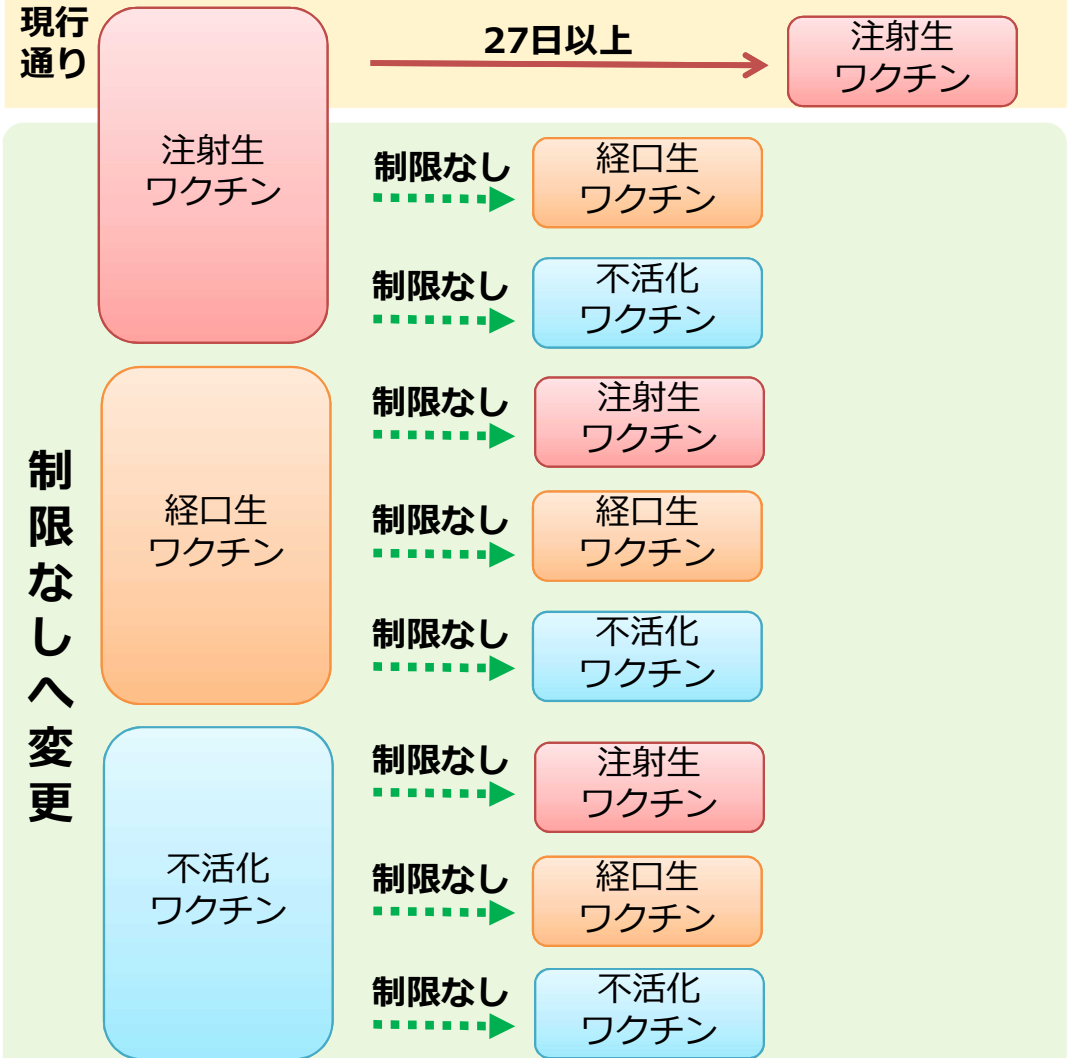 現行
通り
27日以上
注射生
ワクチン
注射生
ワクチン
制限なし
経口生
ワクチン
制限なし
不活化
ワクチン
制限なしへ変更
制限なし
注射生
ワクチン
経口生
ワクチン
制限なし
経口生
ワクチン
制限なし
不活化
ワクチン
制限なし
注射生
ワクチン
不活化
ワクチン
制限なし
経口生
ワクチン
制限なし
不活化
ワクチン